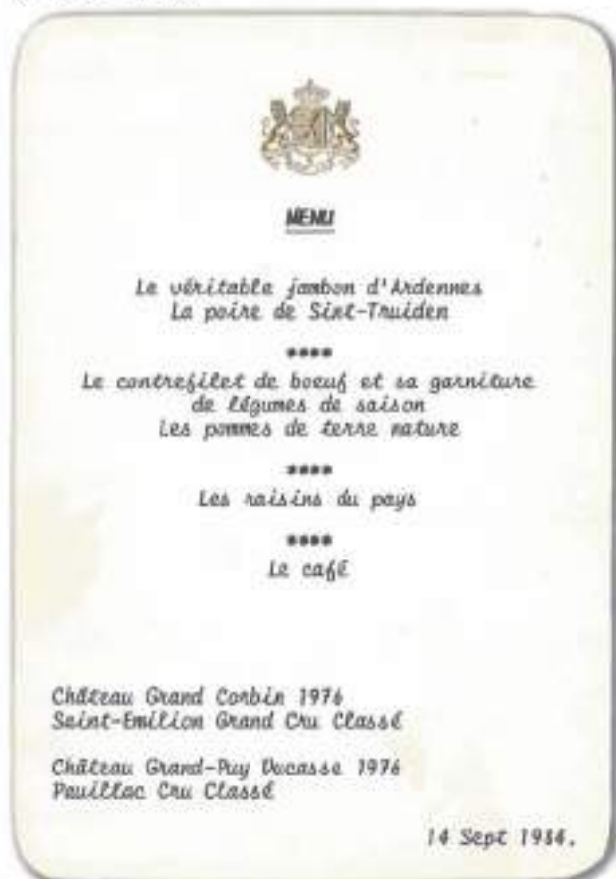 MENU
Le véritable jambon d'Ardennes
La poire de Sint-Truiden
****
Le contrefilet de boeuf et sa garniture
de légumes de saison
Les pommes de terre nature
****
Les raisins du pays
****
Le café
Château Grand Corbin 1976
Saint-Emilion Grand Cru Classé
Château Grand-Puy Ducasse 1976
Pauillac Cru Classé
14 Sept 1984.